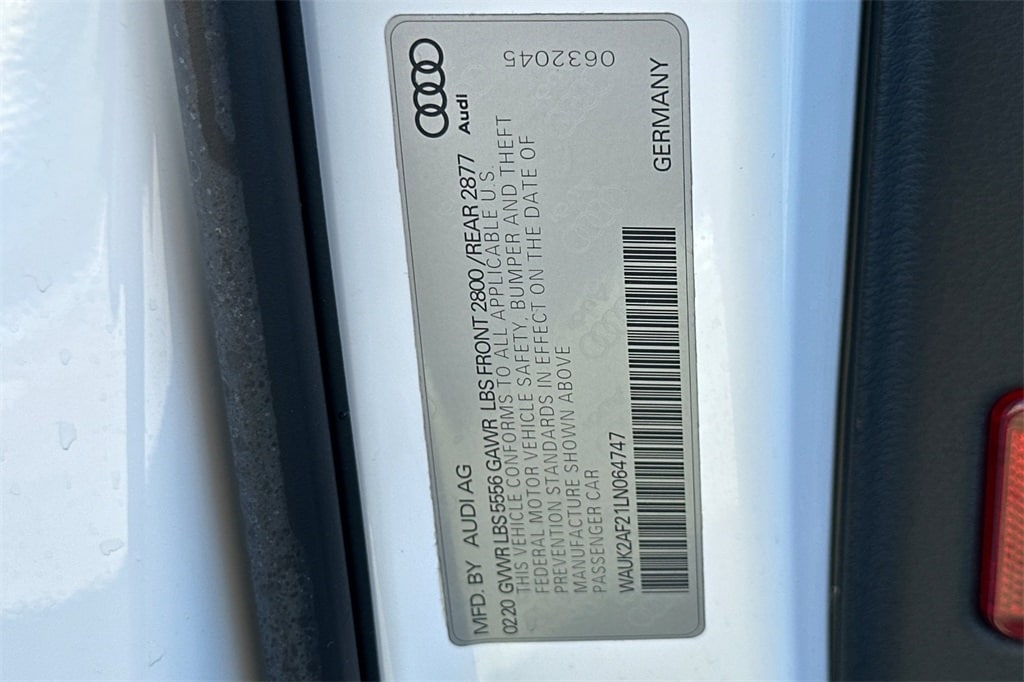 MFD. BY AUDI AG
Audi
0220 GVWR LBS 5556 GAWR LBS FRONT 2800 /REAR 2877
THIS VEHICLE CONFORMS TO ALL APPLICABLE U.S.
FEDERAL MOTOR VEHICLE SAFETY, BUMPER AND THEFT
PREVENTION STANDARDS IN EFFECT ON THE DATE OF
MANUFACTURE SHOWN ABOVE
PASSENGER CAR
0632045
WAUK2AF21LN064747
GERMANY